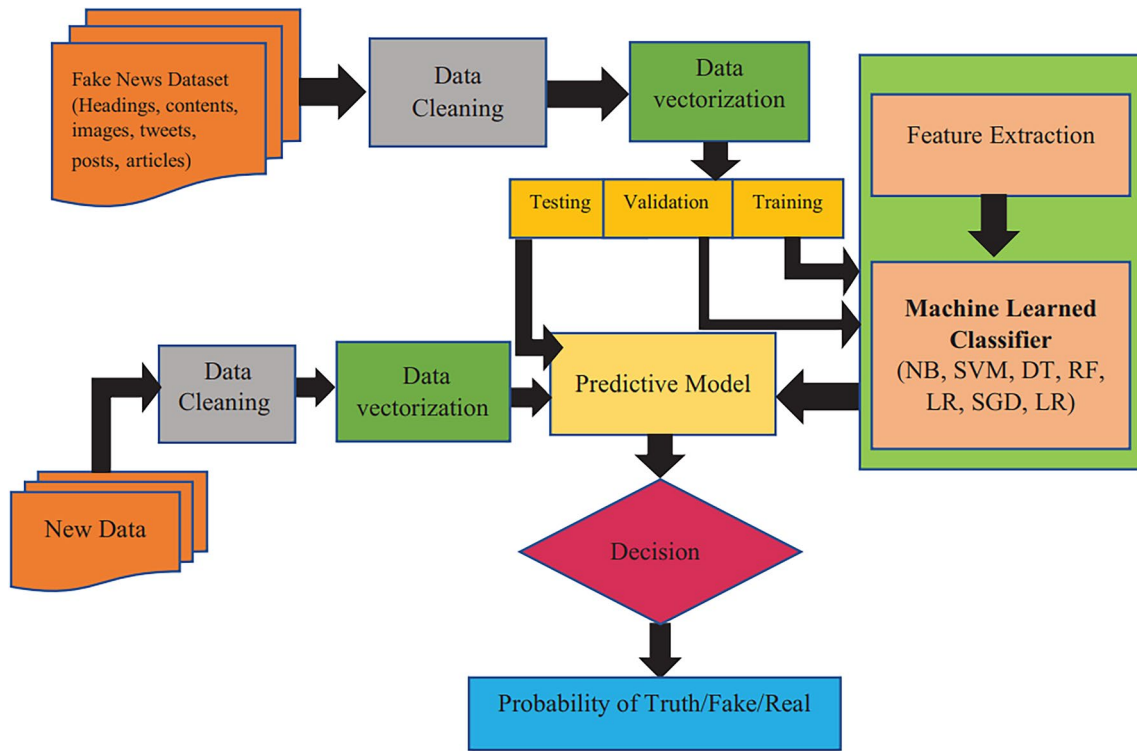 Fake News Dataset
(Headings, contents,
images, tweets,
posts, articles)
Data
Cleaning
Data
vectorization
Feature Extraction
Testing
Validation
Training
Machine Learned
Classifier
(NB, SVM, DT, RF,
LR, SGD, LR)
Data
Cleaning
Data
vectorization
Predictive Model
New Data
Decision
Probability of Truth/Fake/Real